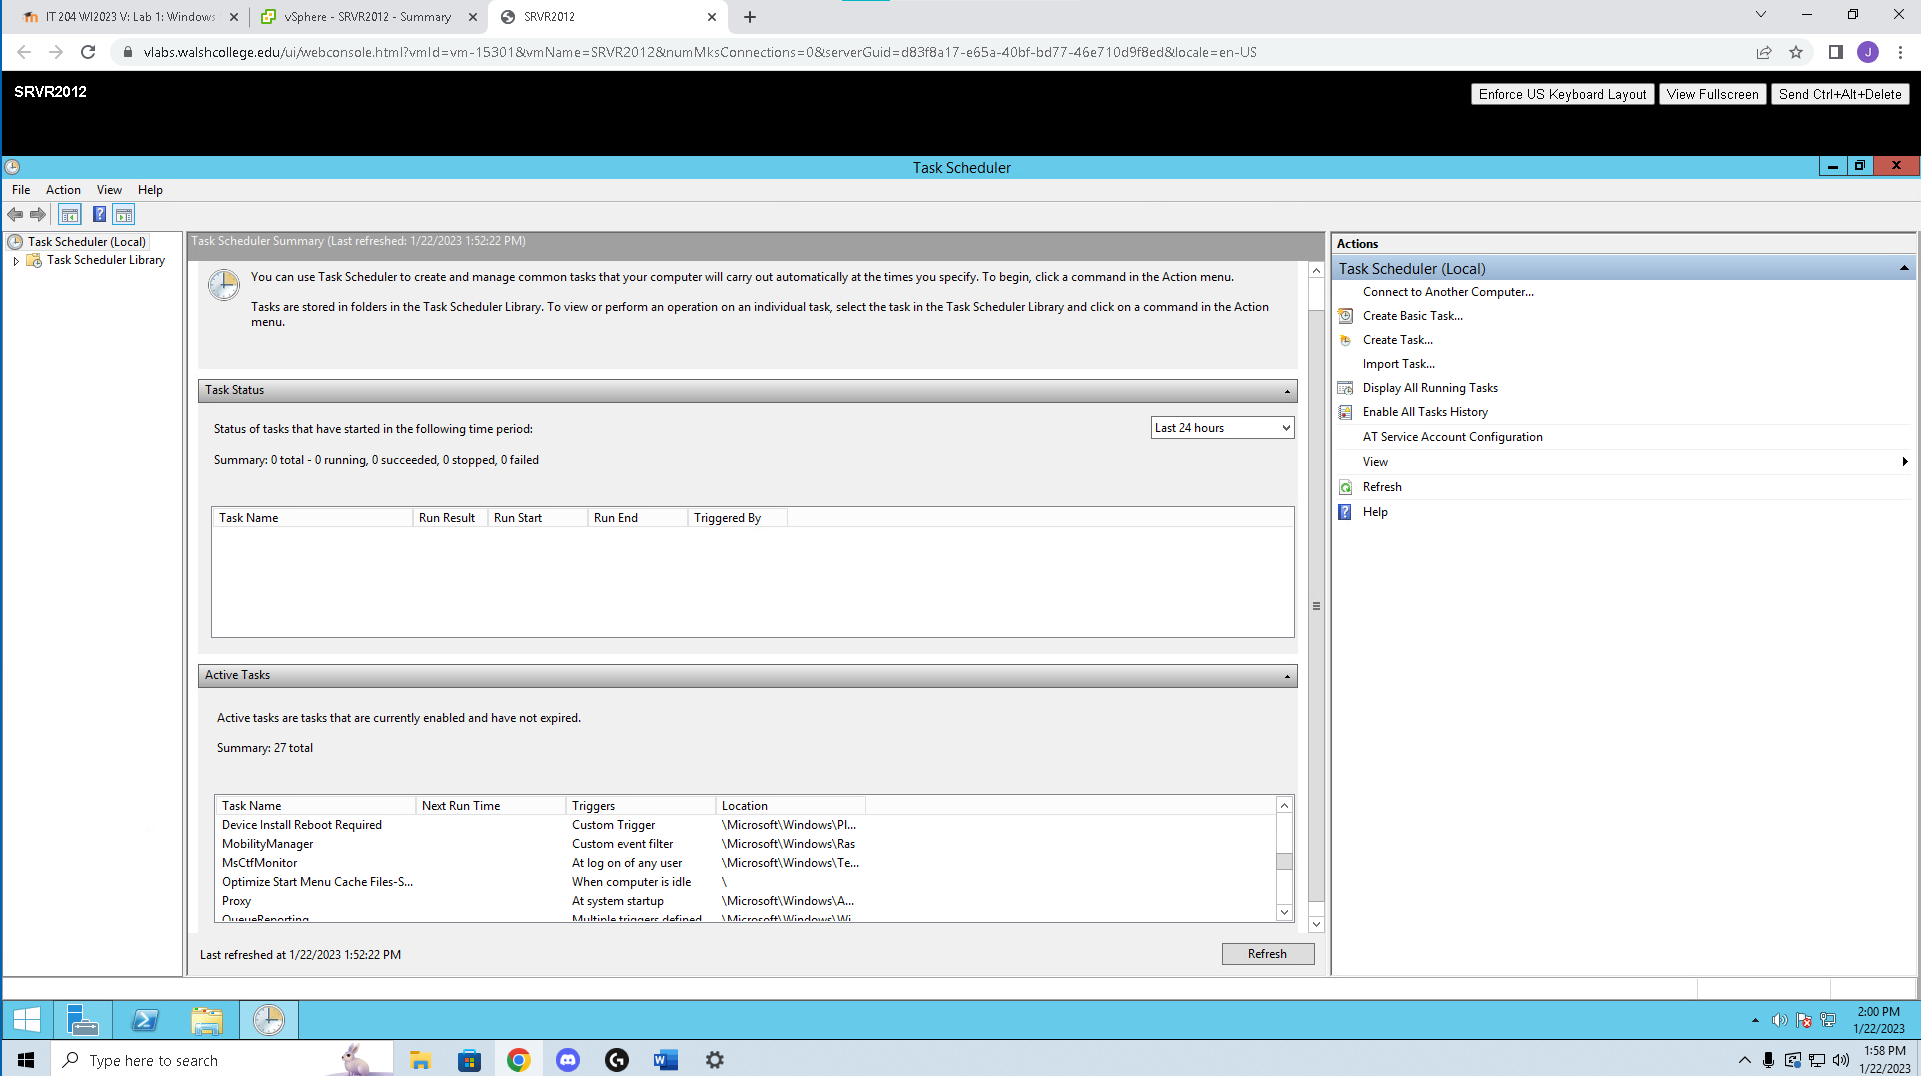 IT 204 WI2023 V: Lab 1: Windows
vSphere - SRVR2012 - Summary
SRVR2012
vlabs.walshcollege.edu/ui/webconsole.html?vmId=vm-15301&vmName=SRVR2012&numMksConnections=0&serverGuid=d83f8a17-e65a-40bf-bd77-46e710d9f8ed&locale=en-US
J
SRVR2012
Enforce US Keyboard Layout
View Fullscreen
Send Ctrl+Alt+Delete
Task Scheduler
File Action View Help
Task Scheduler (Local)
Task Scheduler Library
Task Scheduler Summary (Last refreshed: 1/22/2023 1:52:22 PM)
You can use Task Scheduler to create and manage common tasks that your computer will carry out automatically at the times you specify. To begin, click a command in the Action menu.
Tasks are stored in folders in the Task Scheduler Library. To view or perform an operation on an individual task, select the task in the Task Scheduler Library and click on a command in the Action
menu.
Task Status
Status of tasks that have started in the following time period:
Last 24 hours
Summary: 0 total - 0 running, 0 succeeded, 0 stopped, 0 failed
Task Name Run Result Run Start Run End Triggered By
Active Tasks
Active tasks are tasks that are currently enabled and have not expired.
Summary: 27 total
Task Name Next Run Time Triggers Location
Device Install Reboot Required Custom Trigger \Microsoft\Windows\Pl...
MobilityManager Custom event filter \Microsoft\Windows\Ras
MsCtfMonitor At log on of any user \Microsoft\Windows\Te...
Optimize Start Menu Cache Files-S... When computer is idle \
Proxy At system startup \Microsoft\Windows\A...
QueueReporting Multiple triggers defined \Microsoft\Windows\Wi...
Last refreshed at 1/22/2023 1:52:22 PM
Refresh
Actions
Task Scheduler (Local)
Connect to Another Computer...
Create Basic Task...
Create Task...
Import Task...
Display All Running Tasks
Enable All Tasks History
AT Service Account Configuration
View
Refresh
Help
2:00 PM
1/22/2023
Type here to search
1:58 PM
1/22/2023